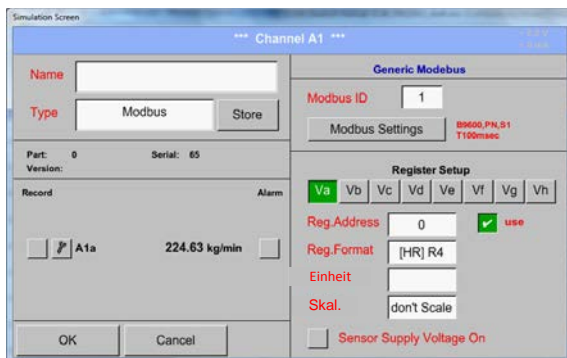 Simulation Screen
*** Channel A1 ***
Name
Type
Modbus
Store
Part: 0 Serial: 65
Version:
Record Alarm
A1a 224.63 kg/min
OK
Cancel
Generic Modebus
Modbus ID
1
Modbus Settings
B9600,PN,S1
T100msec
Register Setup
Va Vb Vc Vd Ve Vf Vg Vh
Reg.Address
0
use
Reg.Format
[HR] R4
Einheit
Skal.
don't Scale
Sensor Supply Voltage On